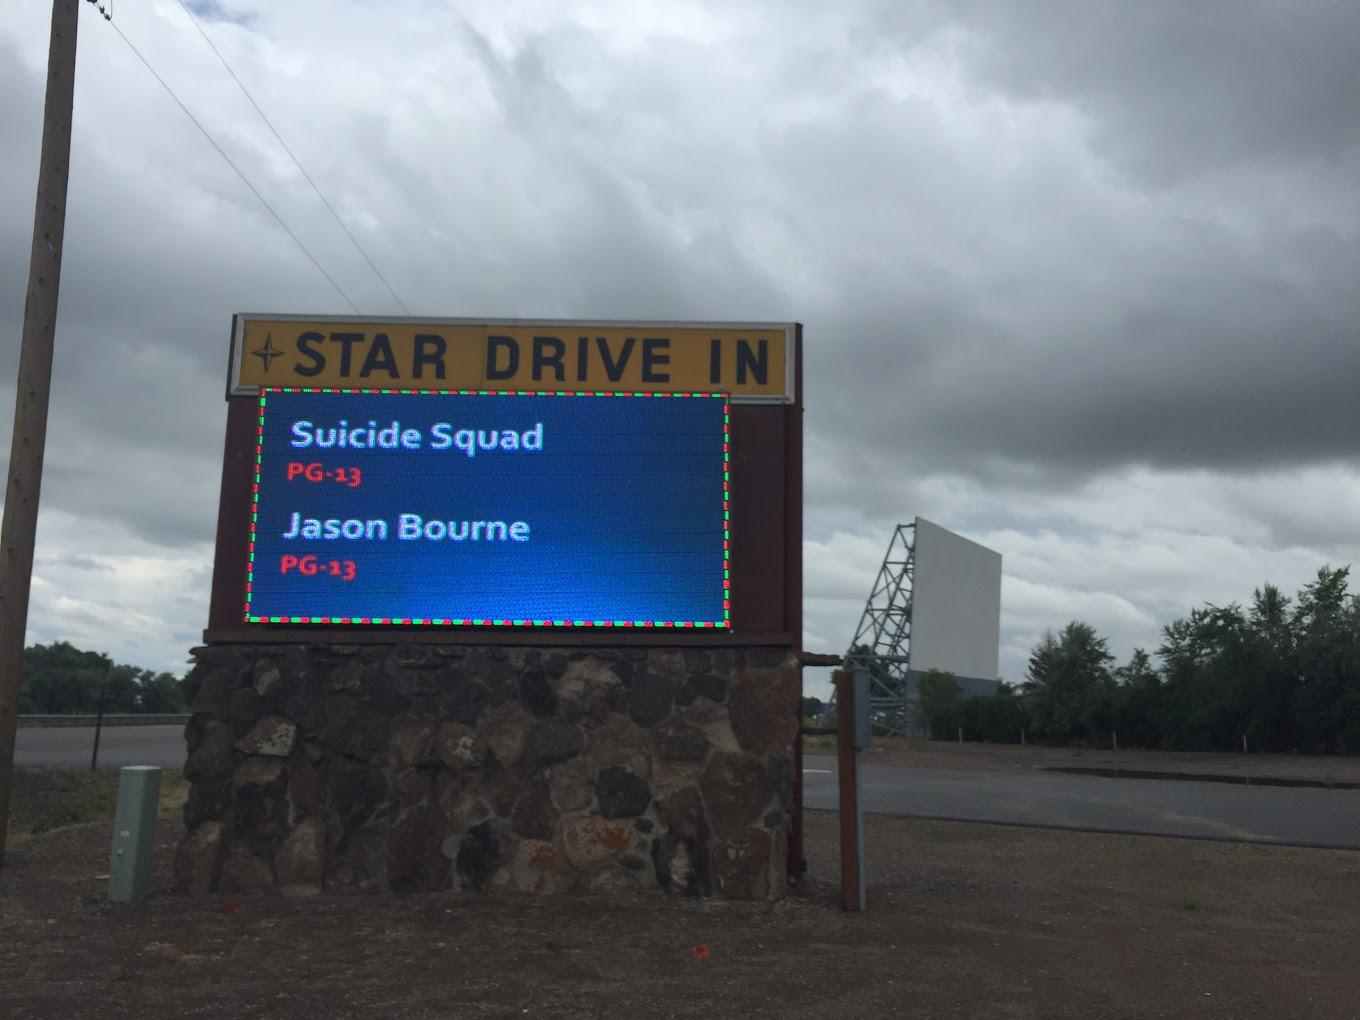 STAR DRIVE IN
Suicide Squad
PG-13
Jason Bourne
PG-13